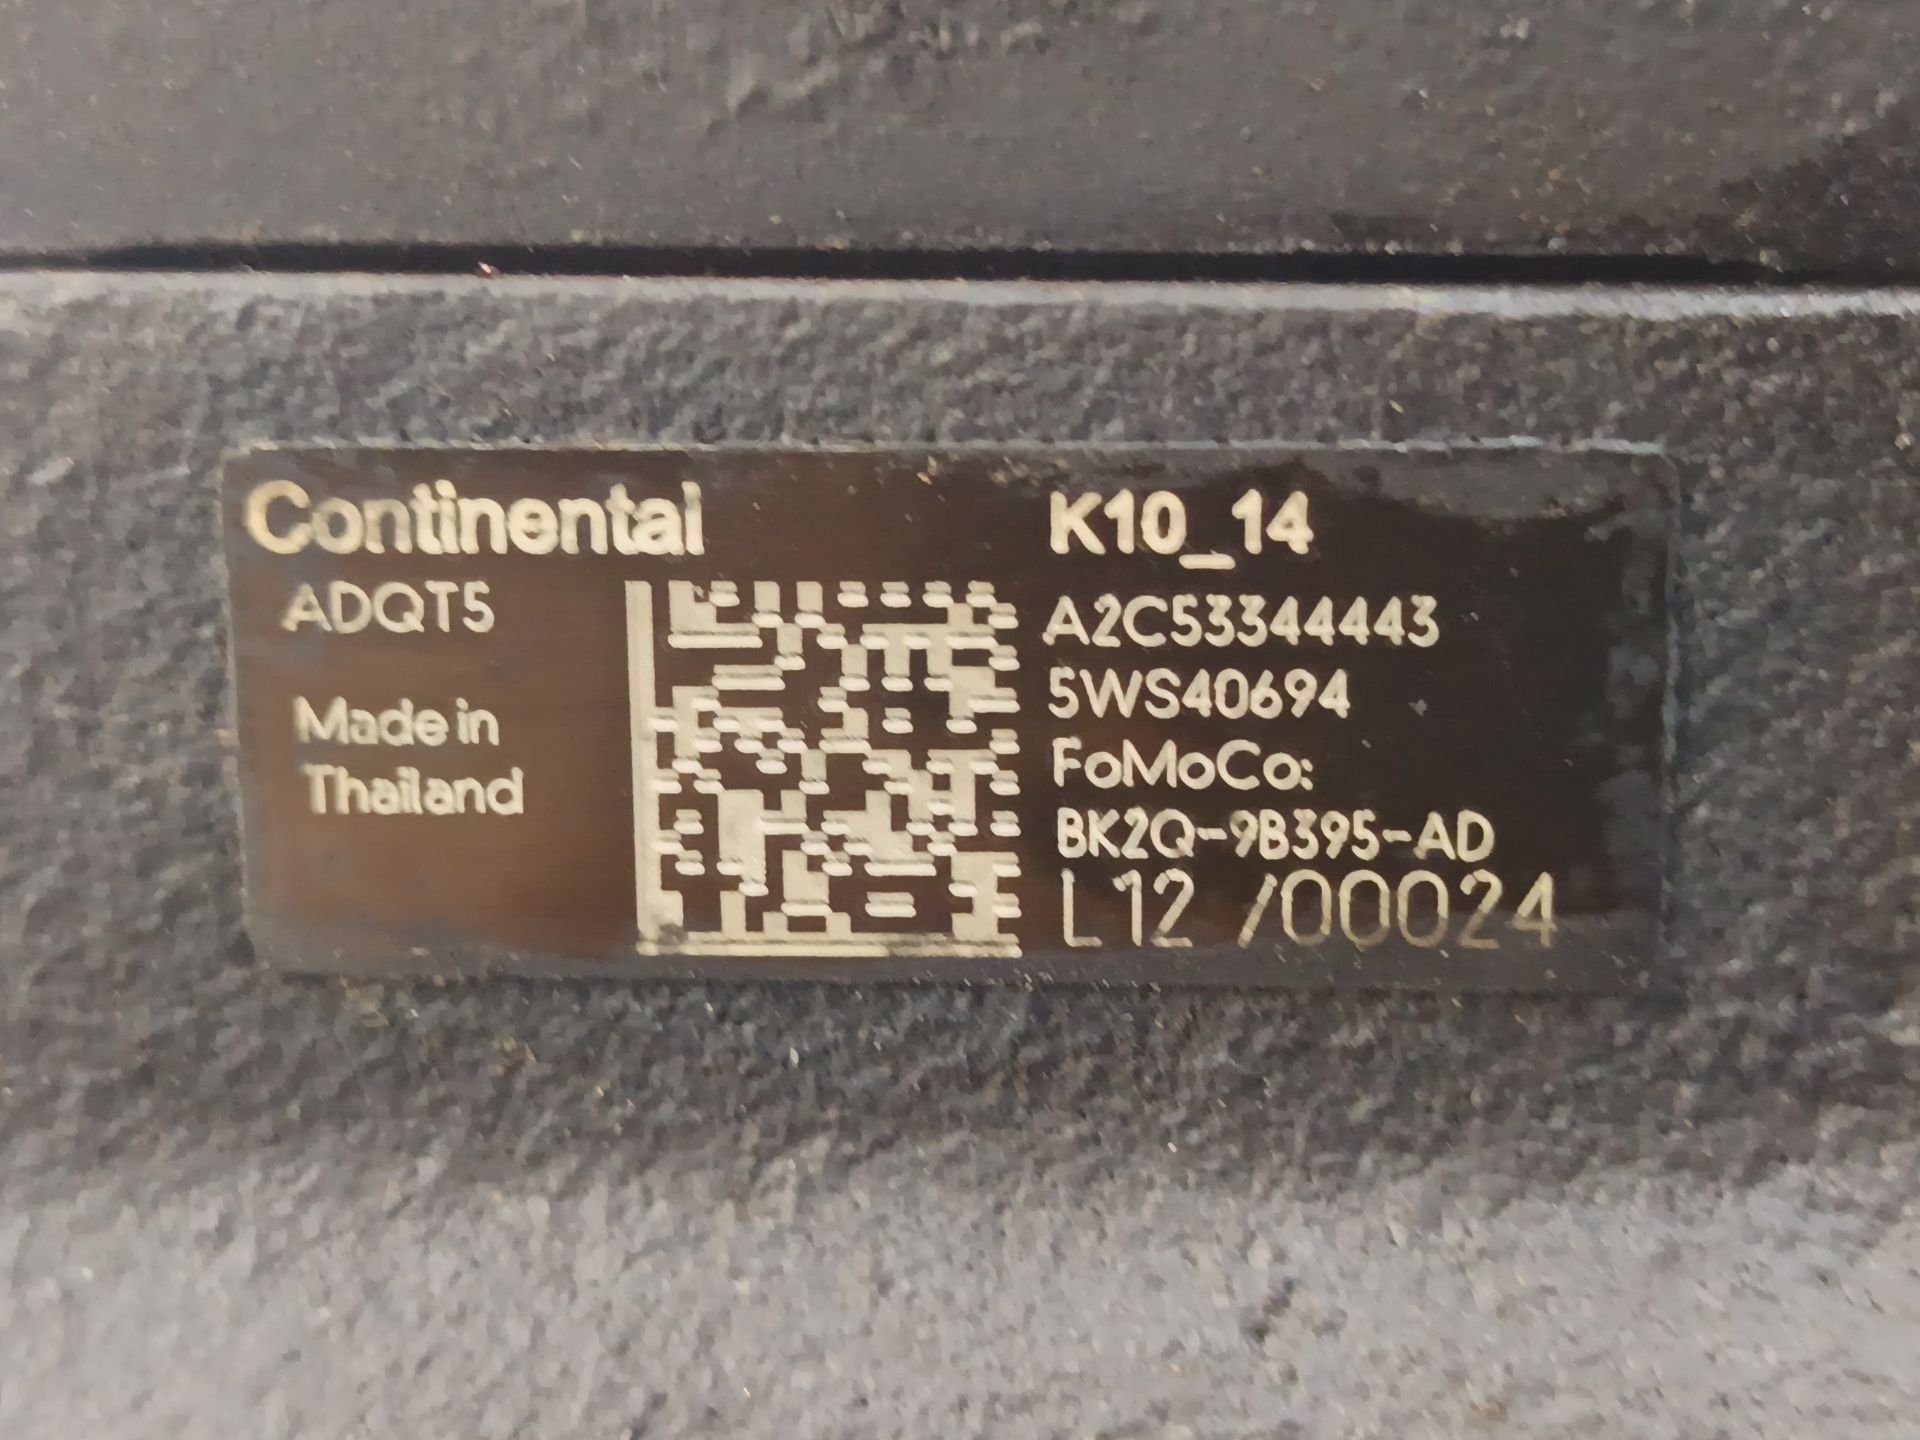 Continental
ADQT5
Made in
Thailand
K10_14
A2C53344443
5WS40694
FoMoCo:
BK2Q-9B395-AD
L12 /00024